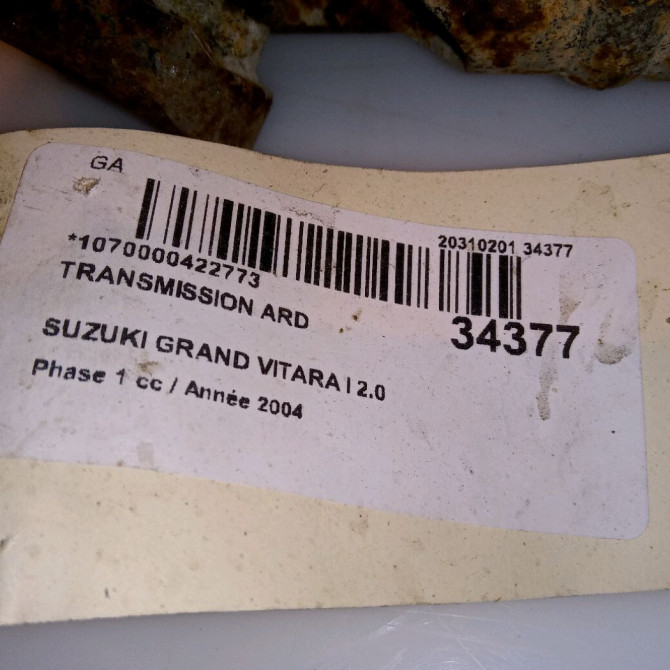 GA
20310201 34377
*1070000422773
TRANSMISSION ARD
34377
SUZUKI GRAND VITARA I 2.0
Phase 1 cc / Année 2004